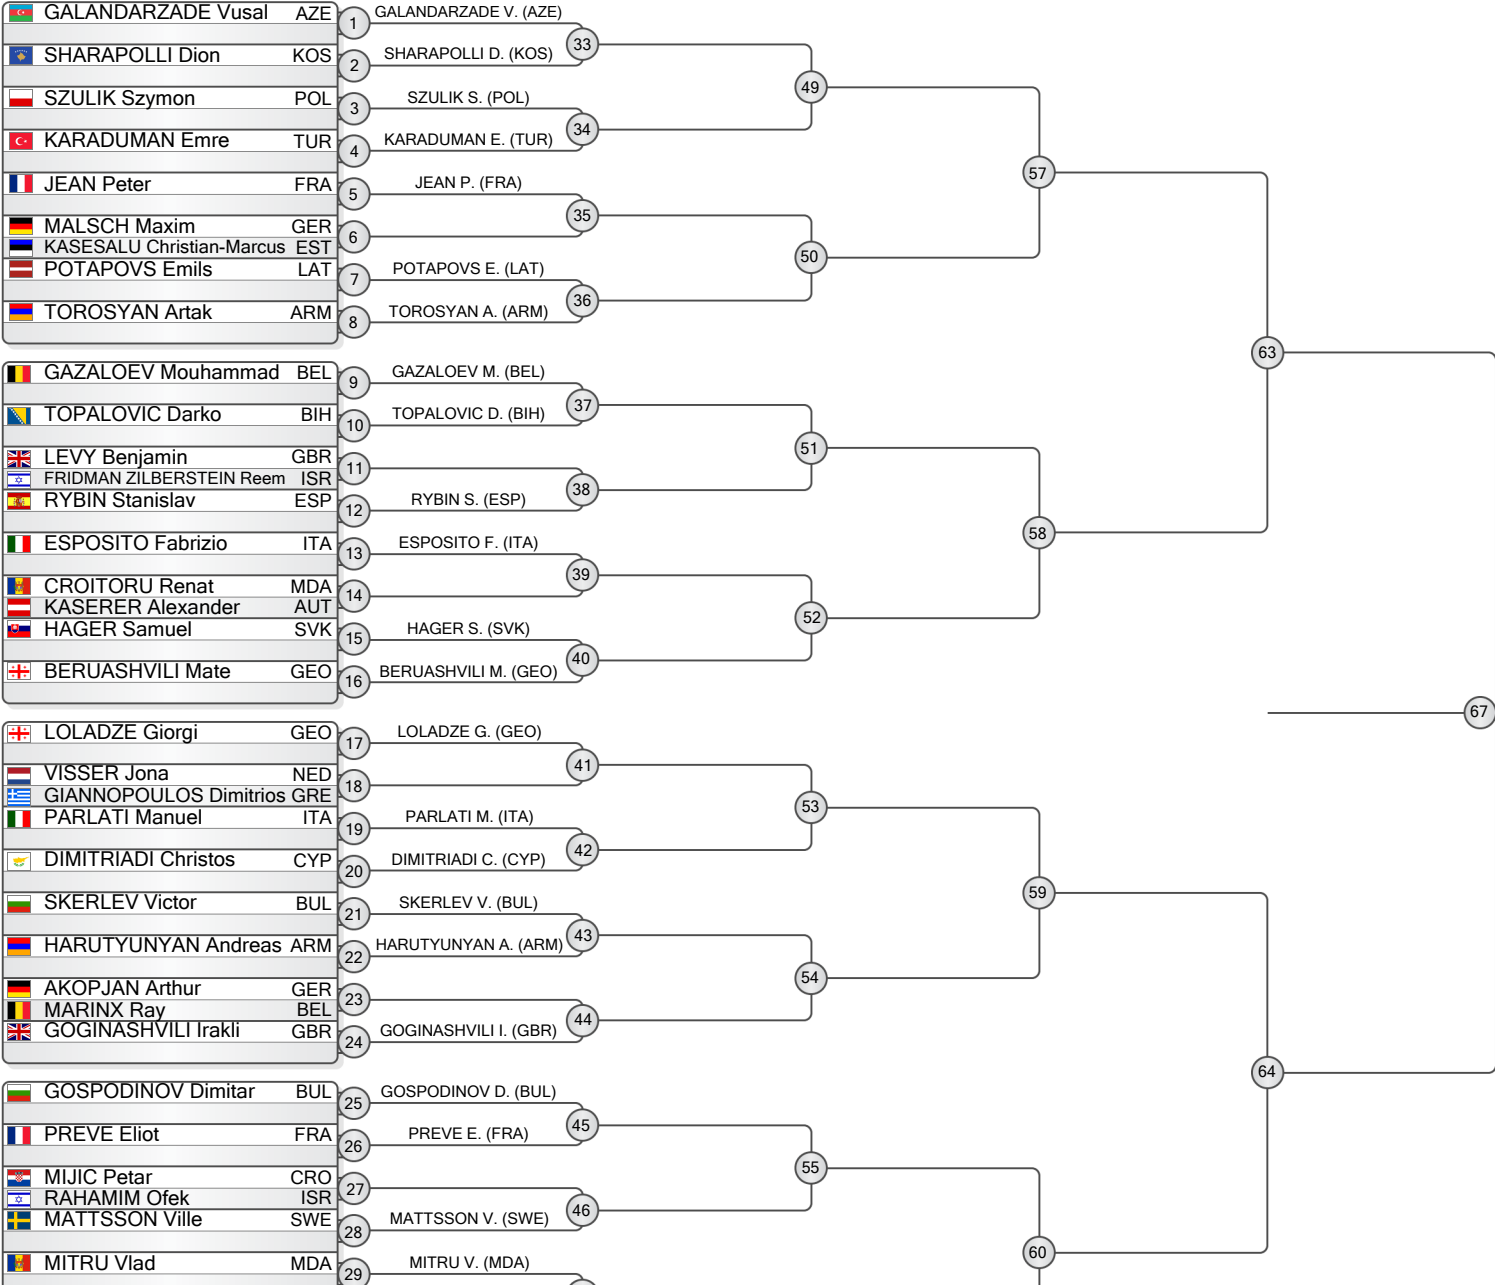 GALANDARZADE Vusal AZE
1
GALANDARZADE V. (AZE)
33
SHARAPOLLI Dion KOS
2
SHARAPOLLI D. (KOS)
49
SZULIK Szymon POL
3
SZULIK S. (POL)
34
KARADUMAN Emre TUR
4
KARADUMAN E. (TUR)
57
JEAN Peter FRA
5
JEAN P. (FRA)
35
MALSCH Maxim GER
6
KASESALU Christian-Marcus EST
50
POTAPOVS Emils LAT
7
POTAPOVS E. (LAT)
36
TOROSYAN Artak ARM
8
TOROSYAN A. (ARM)
63
GAZALOEV Mouhammad BEL
9
GAZALOEV M. (BEL)
37
TOPALOVIC Darko BIH
10
TOPALOVIC D. (BIH)
51
LEVY Benjamin GBR
11
FRIDMAN ZILBERSTEIN Reem ISR
38
RYBIN Stanislav ESP
12
RYBIN S. (ESP)
58
ESPOSITO Fabrizio ITA
13
ESPOSITO F. (ITA)
39
CROITORU Renat MDA
14
KASERER Alexander AUT
52
HAGER Samuel SVK
15
HAGER S. (SVK)
40
BERUASHVILI Mate GEO
16
BERUASHVILI M. (GEO)
67
LOLADZE Giorgi GEO
17
LOLADZE G. (GEO)
41
VISSER Jona NED
18
GIANNOPOULOS Dimitrios GRE
53
PARLATI Manuel ITA
19
PARLATI M. (ITA)
42
DIMITRIADI Christos CYP
20
DIMITRIADI C. (CYP)
59
SKERLEV Victor BUL
21
SKERLEV V. (BUL)
43
HARUTYUNYAN Andreas ARM
22
HARUTYUNYAN A. (ARM)
54
AKOPJAN Arthur GER
23
MARINX Ray BEL
44
GOGINASHVILI Irakli GBR
24
GOGINASHVILI I. (GBR)
64
GOSPODINOV Dimitar BUL
25
GOSPODINOV D. (BUL)
45
PREVE Eliot FRA
26
PREVE E. (FRA)
55
MIJIC Petar CRO
27
RAHAMIM Ofek ISR
46
MATTSSON Ville SWE
28
MATTSSON V. (SWE)
60
MITRU Vlad MDA
29
MITRU V. (MDA)